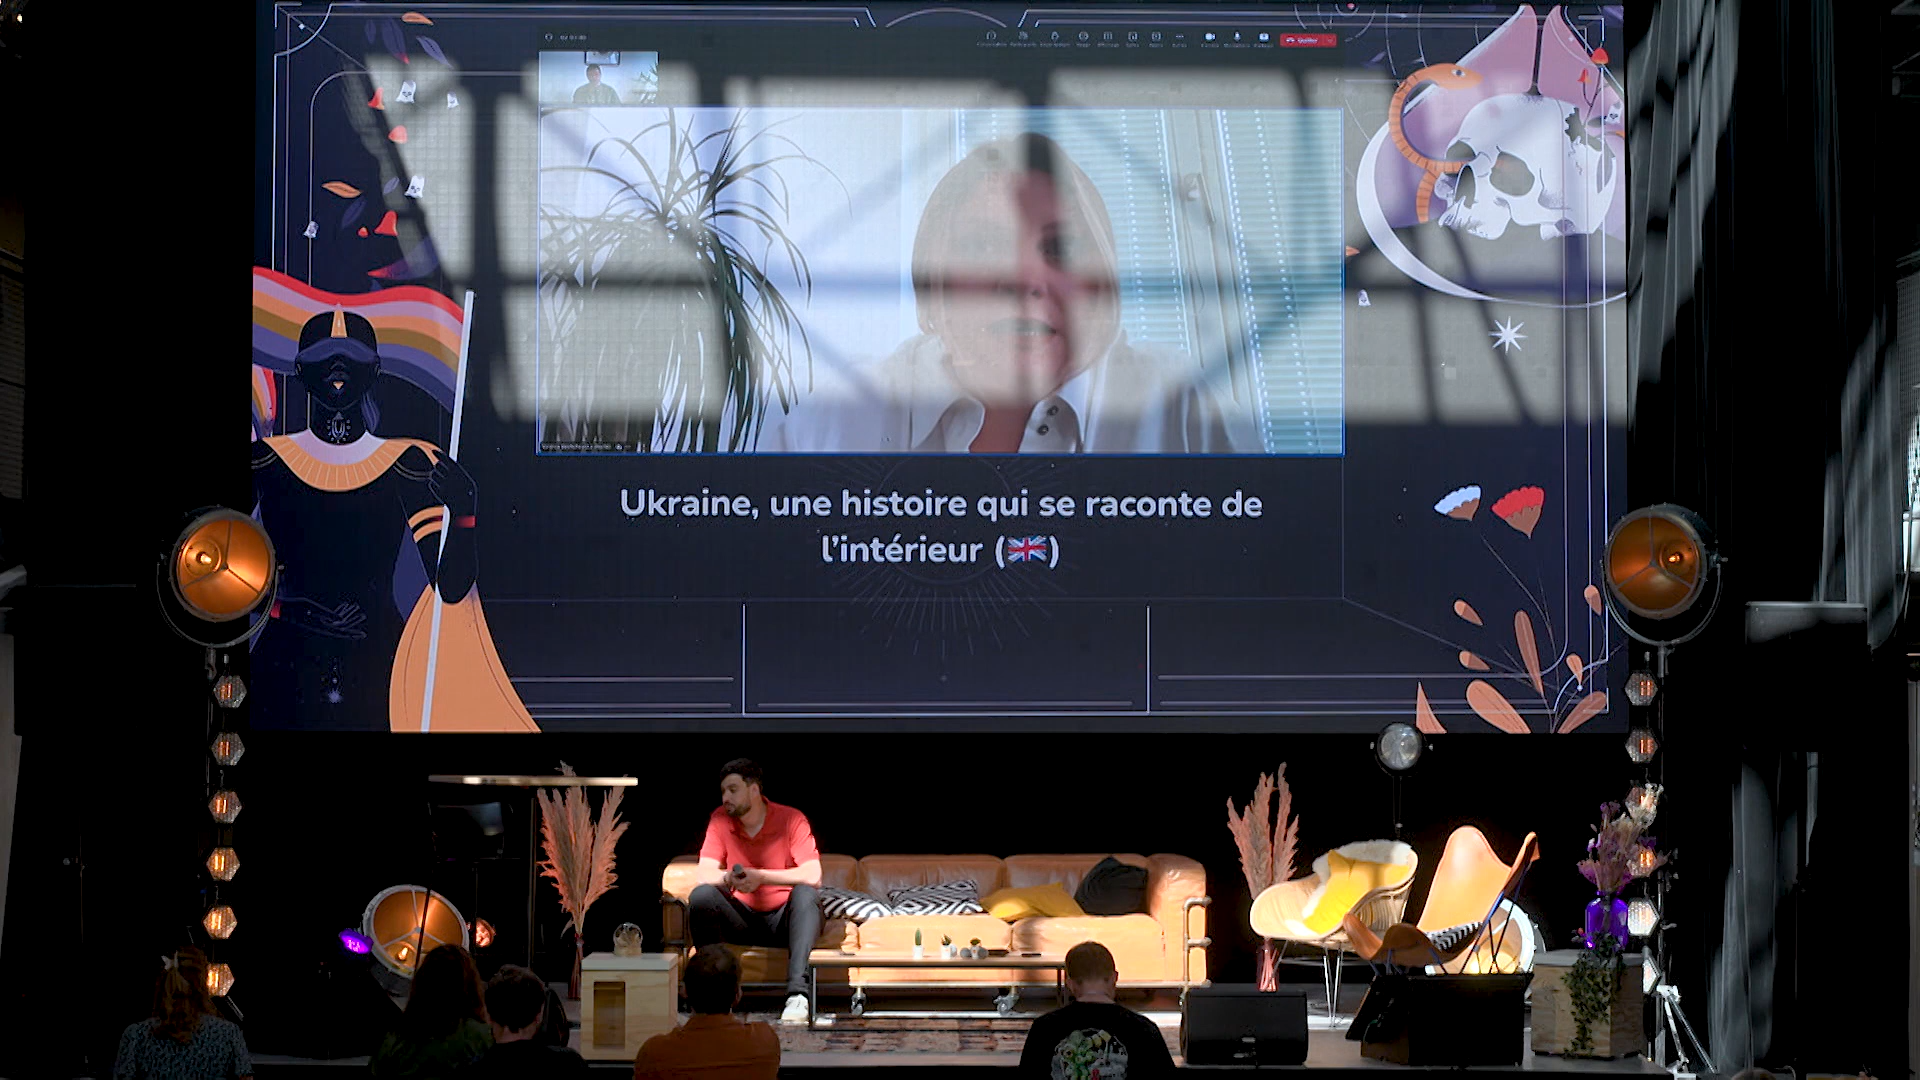 Ukraine, une histoire qui se raconte de
l'intérieur (🇬🇧)